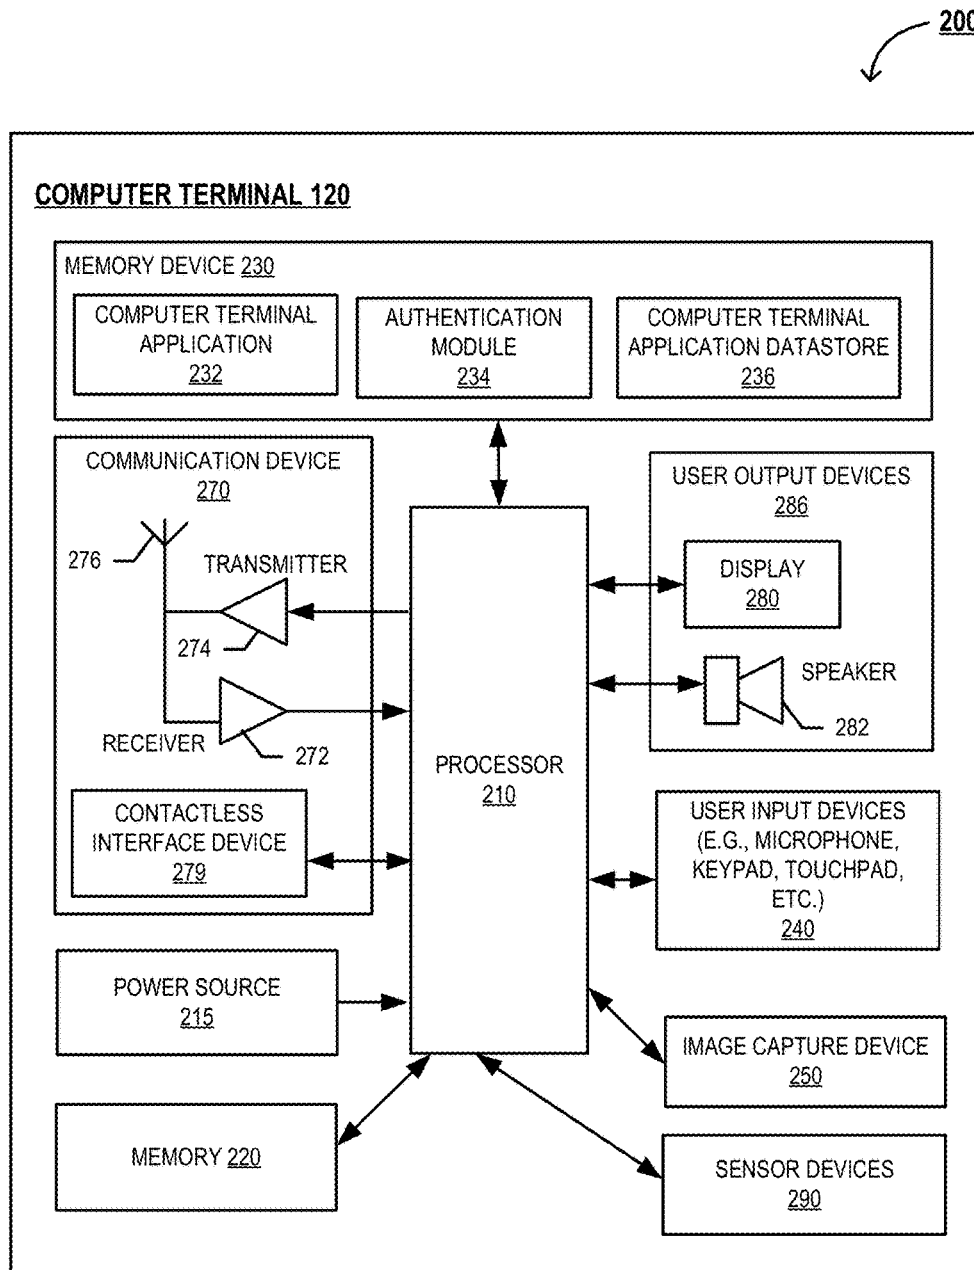 200
COMPUTER TERMINAL 120
MEMORY DEVICE 230
COMPUTER TERMINAL
APPLICATION
232
AUTHENTICATION
MODULE
234
COMPUTER TERMINAL
APPLICATION DATASTORE
236
COMMUNICATION DEVICE
270
276
TRANSMITTER
274
RECEIVER
272
CONTACTLESS
INTERFACE DEVICE
279
PROCESSOR
210
USER OUTPUT DEVICES
286
DISPLAY
280
SPEAKER
282
USER INPUT DEVICES
(E.G., MICROPHONE,
KEYPAD, TOUCHPAD,
ETC.)
240
POWER SOURCE
215
IMAGE CAPTURE DEVICE
250
MEMORY 220
SENSOR DEVICES
290